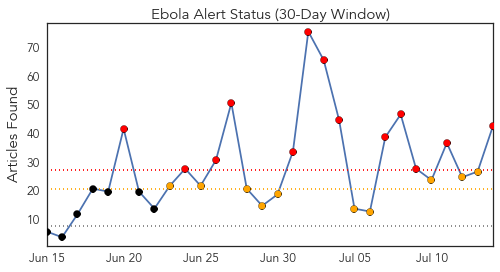 Ebola Alert Status (30-Day Window)
Articles Found
70
60
50
40
30
20
10
Jun 15
Jun 20
Jun 25
Jun 30
Jul 05
Jul 10